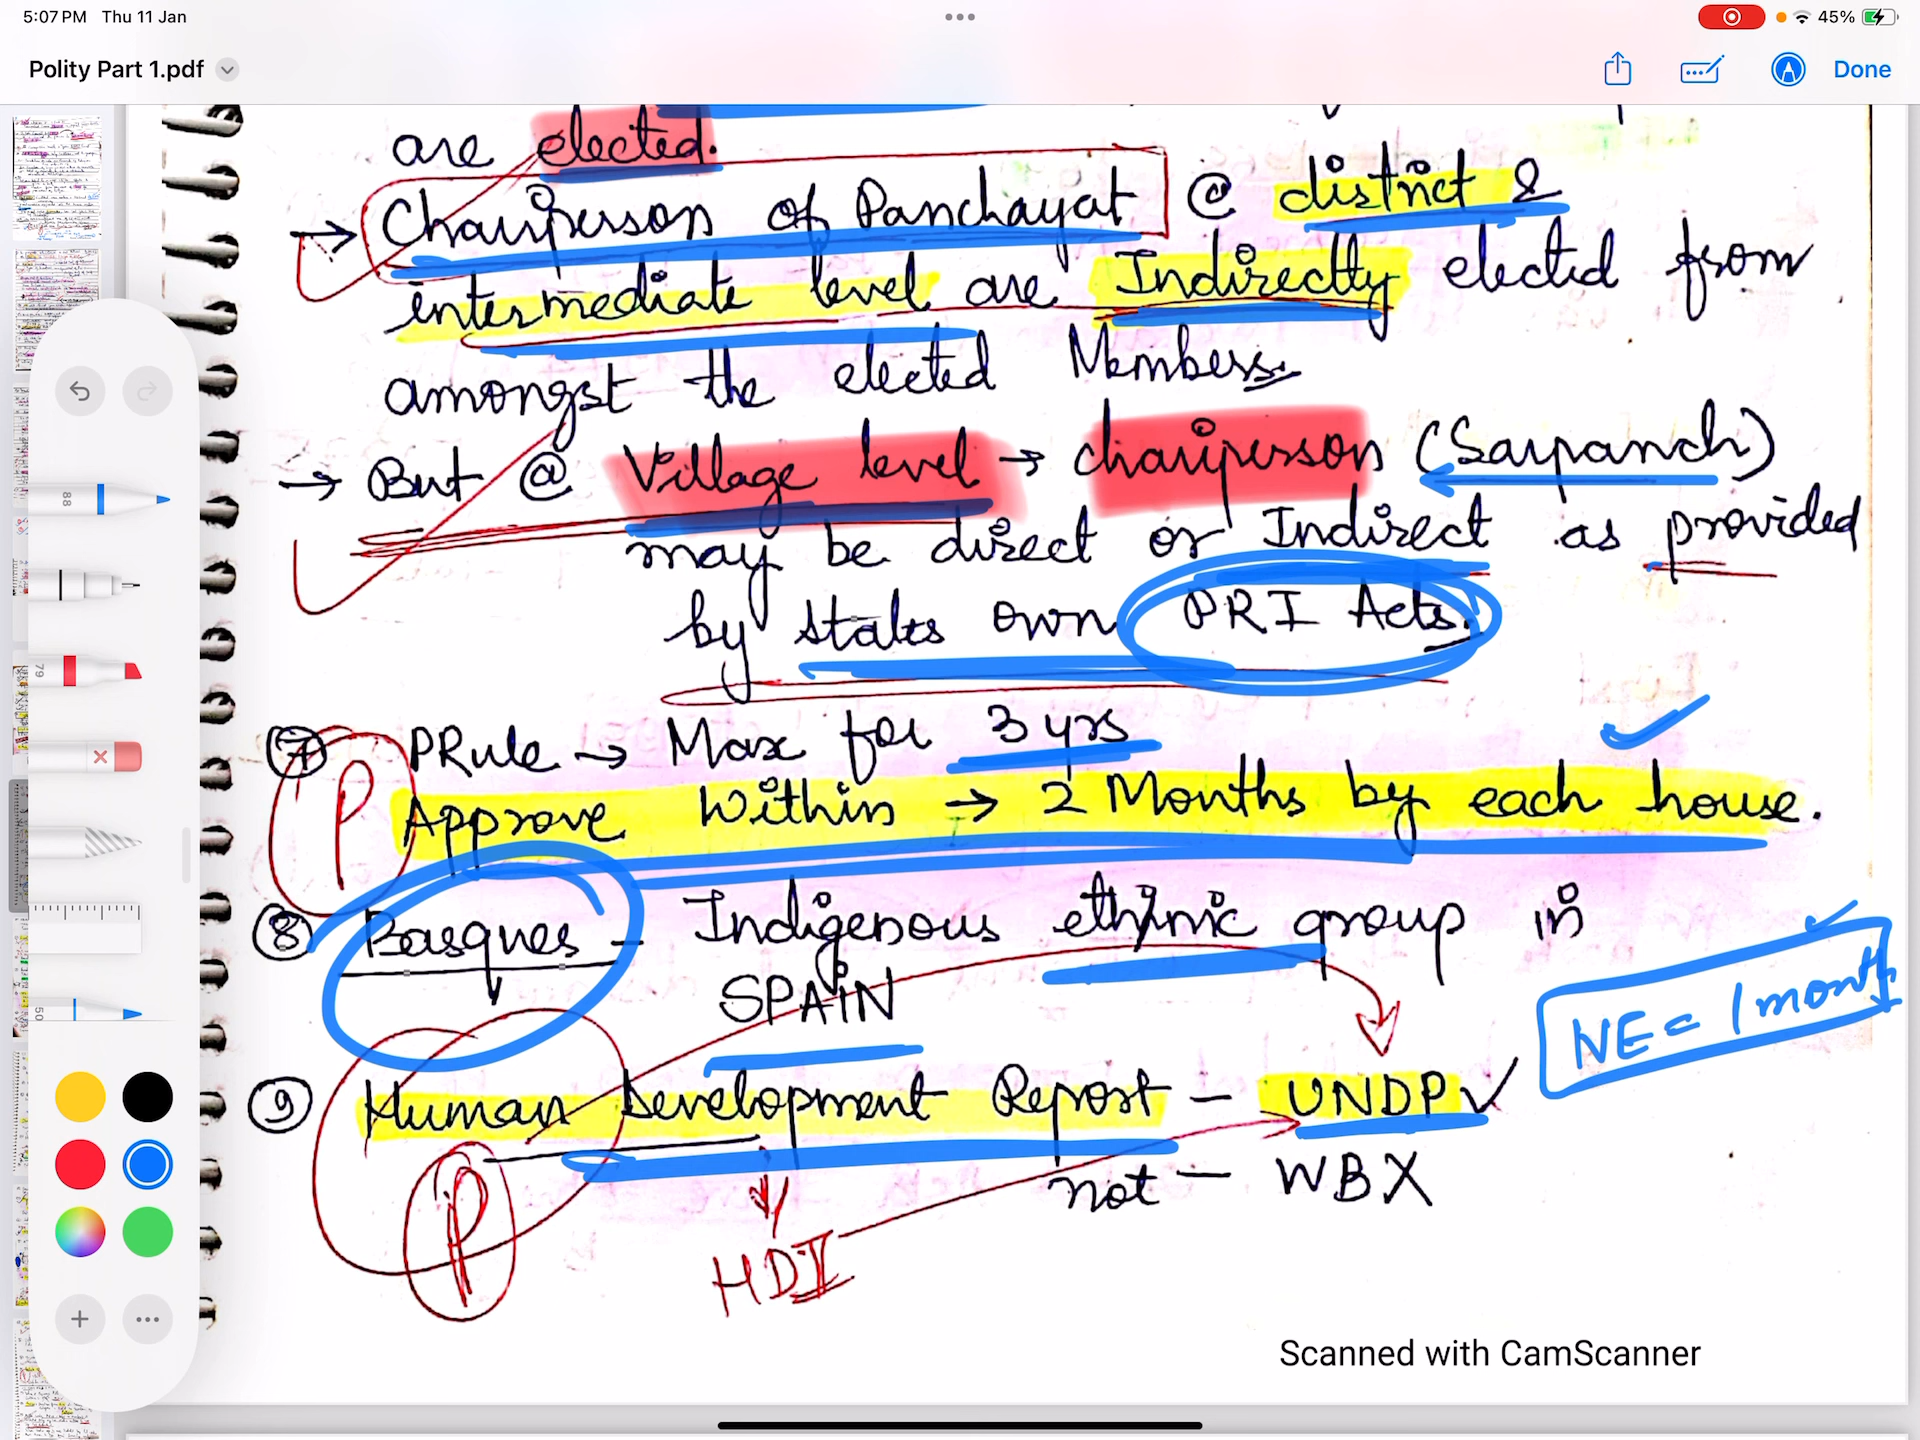 5:07 PM Thu 11 Jan
45%
Polity Part 1.pdf
Done
are elected.
→ Chairperson of Panchayat @ district &
intermediate level are Indirectly elected from
amongst the elected Members.
→ But @ Village level → chairperson (Sarpanch)
may be direct or Indirect as provided
by states own PRI Acts.
⑦ PRule → Max for 3 yrs
P
Approve Within → 2 Months by each house.
⑧ Basques - Indigenous ethinic group in
SPAIN
NE = 1 month
⑨ Human Development Report - UNDP ✓
P
not - WBX
HDI
88
79
50
Scanned with CamScanner